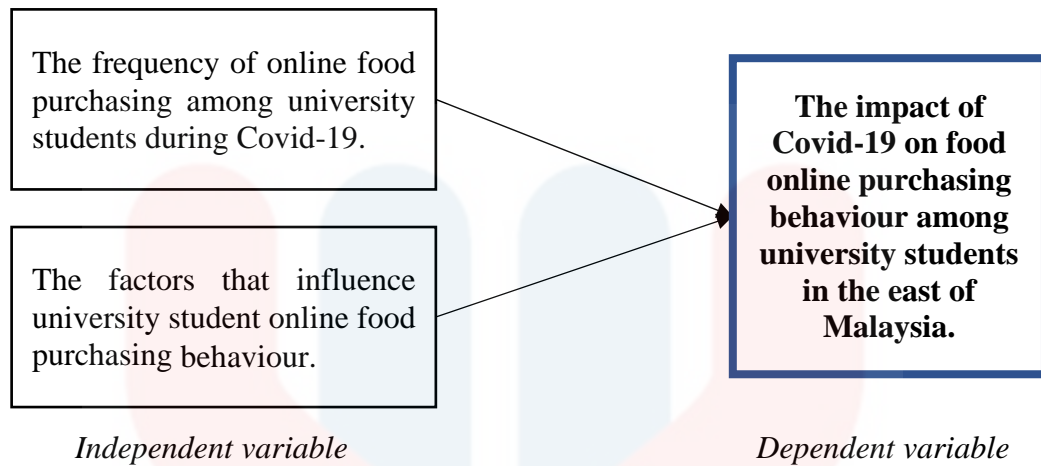 The frequency of online food
purchasing among university
students during Covid-19.
The factors that influence
university student online food
purchasing behaviour.
Independent variable
The impact of
Covid-19 on food
online purchasing
behaviour among
university students
in the east of
Malaysia.
Dependent variable